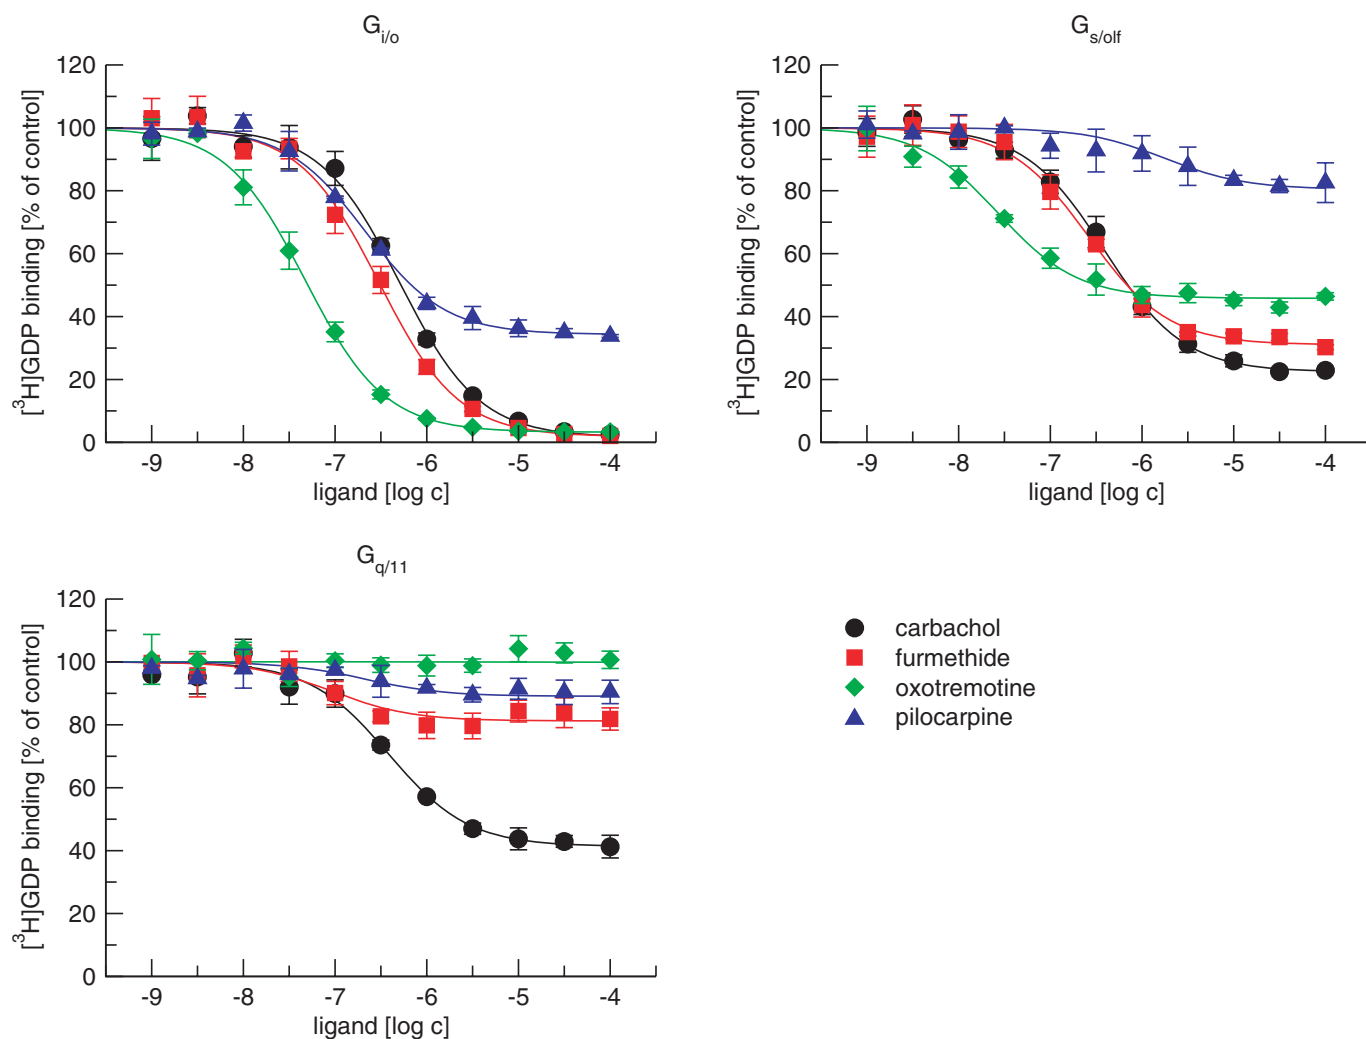 G_i/o
G_s/olf
120
100
80
60
40
20
0
[³H]GDP binding [% of control]
-9 -8 -7 -6 -5 -4
ligand [log c]
120
100
80
60
40
20
0
[³H]GDP binding [% of control]
-9 -8 -7 -6 -5 -4
ligand [log c]
G_q/11
120
100
80
60
40
20
0
[³H]GDP binding [% of control]
-9 -8 -7 -6 -5 -4
ligand [log c]
carbachol
furmethide
oxotremotine
pilocarpine